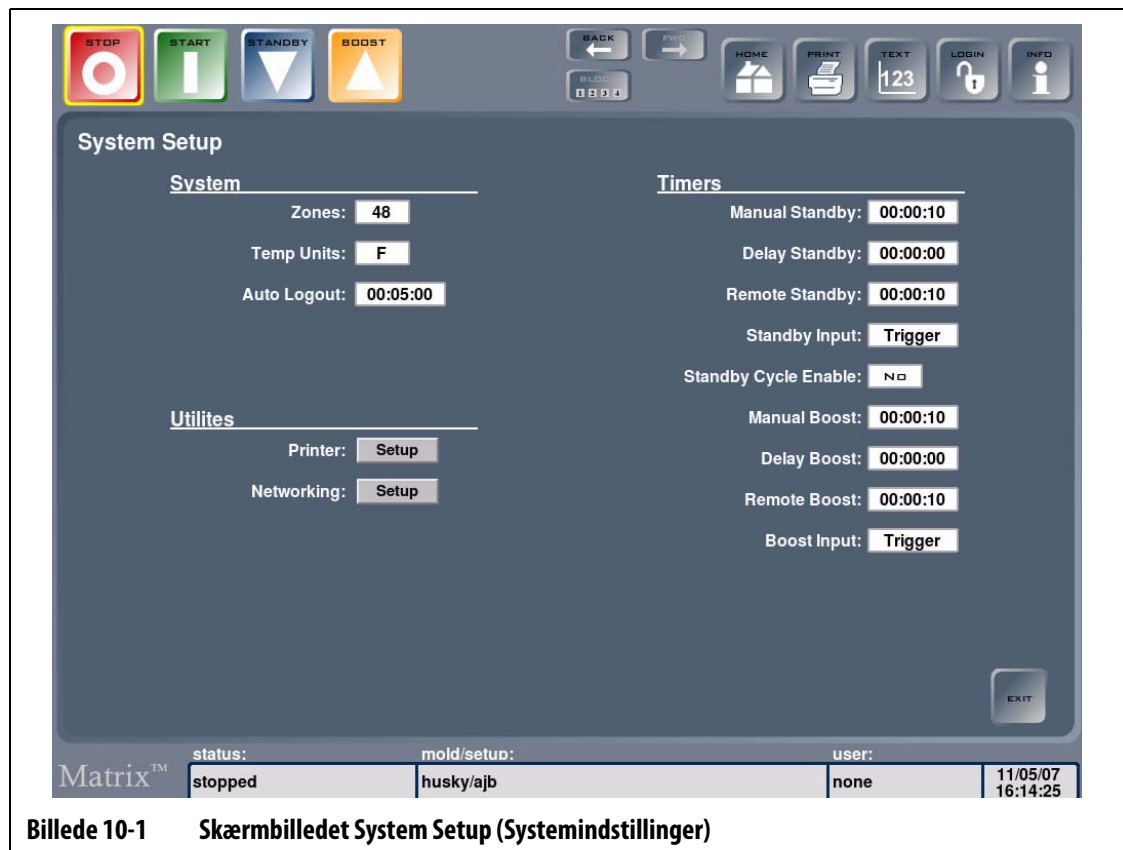 STOP
START
STANDBY
BOOST
BACK
FWD
BLOCK
1 2 3 4
HOME
PRINT
TEXT
123
LOGIN
INFO
System Setup
System
Zones: 48
Temp Units: F
Auto Logout: 00:05:00
Utilites
Printer: Setup
Networking: Setup
Timers
Manual Standby: 00:00:10
Delay Standby: 00:00:00
Remote Standby: 00:00:10
Standby Input: Trigger
Standby Cycle Enable: No
Manual Boost: 00:00:10
Delay Boost: 00:00:00
Remote Boost: 00:00:10
Boost Input: Trigger
EXIT
Matrix™
status:
stopped
mold/setup:
husky/ajb
user:
none
11/05/07
16:14:25
Billede 10-1 Skærmbilledet System Setup (Systemindstillinger)